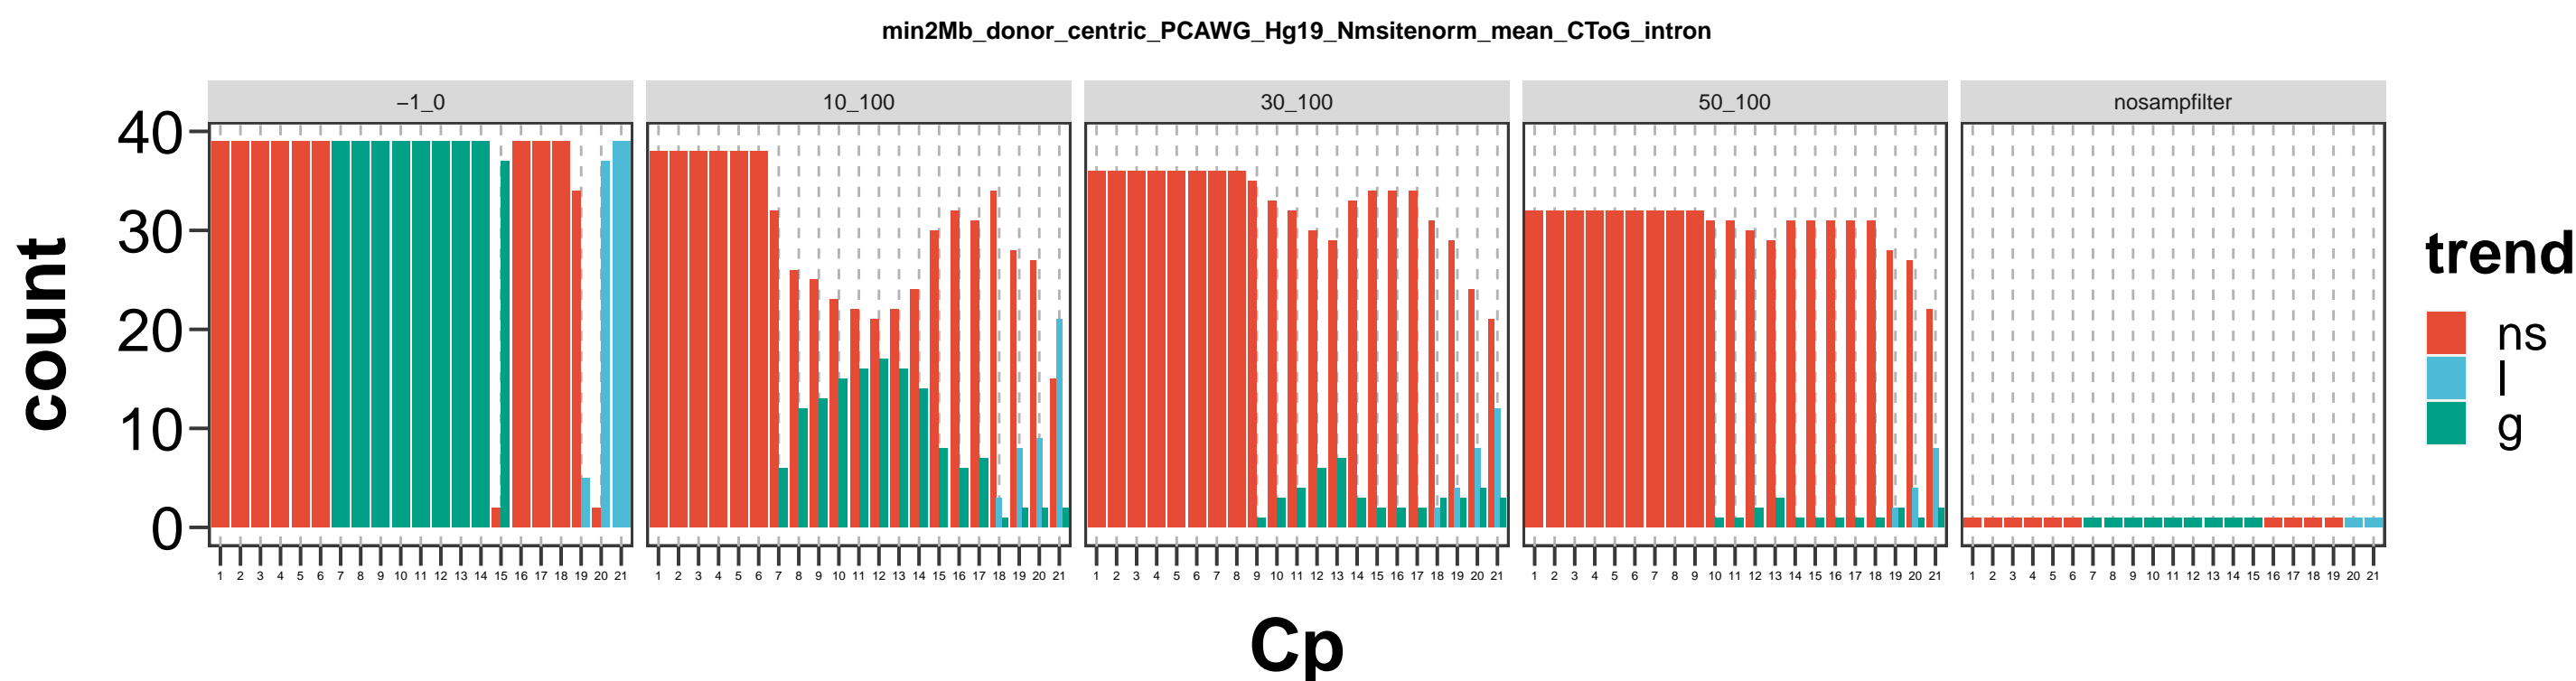 min2Mb_donor_centric_PCAWG_Hg19_Nmsitenorm_mean_CToG_intron
−1_0 10_100 30_100 50_100 nosampfilter
40
30
20
10
0
count
1 2 3 4 5 6 7 8 9 10 11 12 13 14 15 16 17 18 19 20 21 1 2 3 4 5 6 7 8 9 10 11 12 13 14 15 16 17 18 19 20 21 1 2 3 4 5 6 7 8 9 10 11 12 13 14 15 16 17 18 19 20 21 1 2 3 4 5 6 7 8 9 10 11 12 13 14 15 16 17 18 19 20 21 1 2 3 4 5 6 7 8 9 10 11 12 13 14 15 16 17 18 19 20 21
Cp
trend
ns
l
g